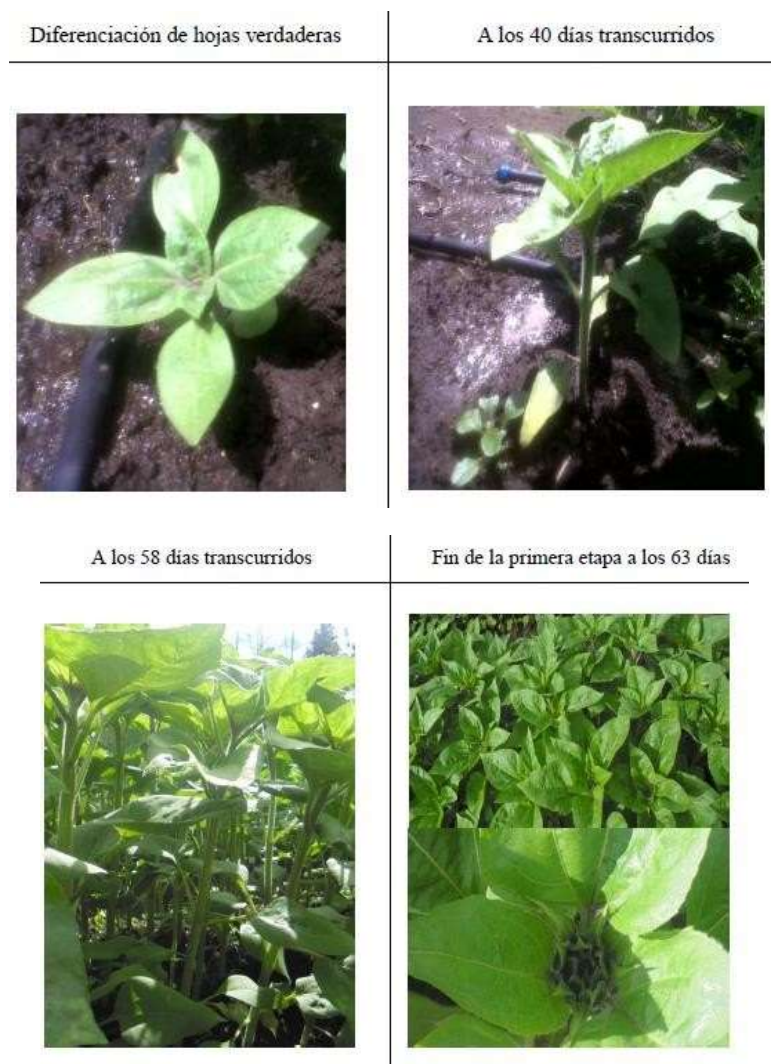 Diferenciación de hojas verdaderas
A los 40 días transcurridos
A los 58 días transcurridos
Fin de la primera etapa a los 63 días